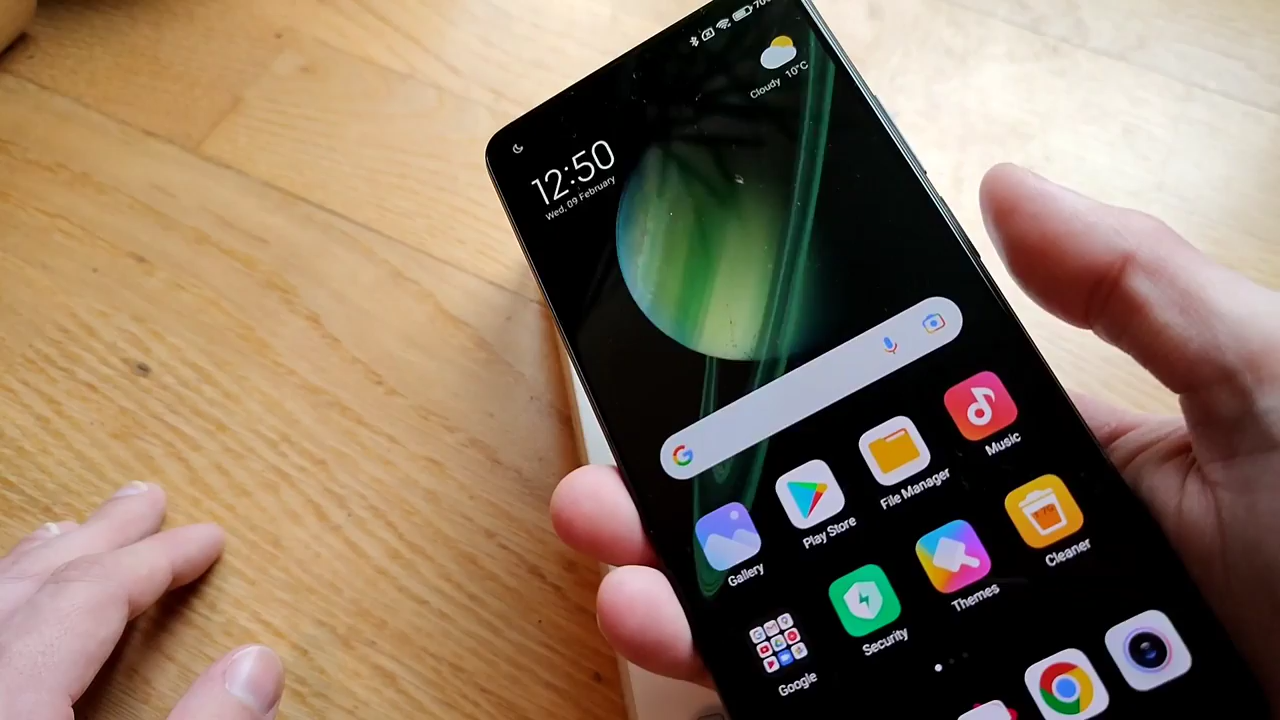 Cloudy 10°C
12:50
Wed, 09 February
Music
File Manager
Play Store
Gallery
Cleaner
Themes
Security
Google